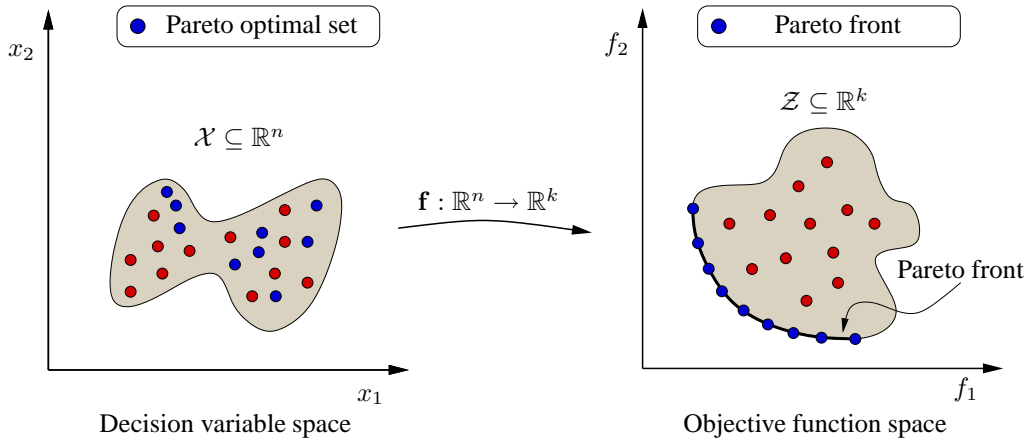 Pareto optimal set
x₂
𝒳 ⊆ ℝⁿ
x₁
Decision variable space
f : ℝⁿ → ℝᵏ
Pareto front
f₂
𝒵 ⊆ ℝᵏ
Pareto front
f₁
Objective function space